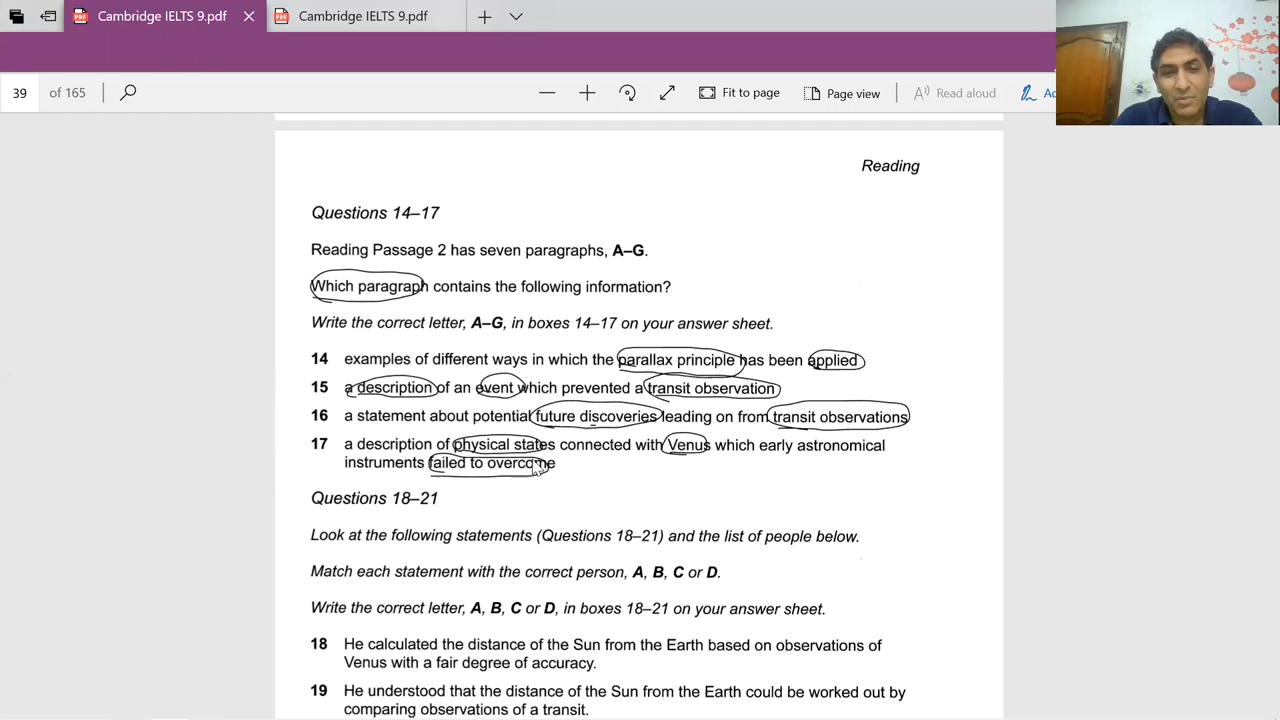 Cambridge IELTS 9.pdf
Cambridge IELTS 9.pdf
39 of 165
Fit to page
Page view
Read aloud
Reading
Questions 14–17
Reading Passage 2 has seven paragraphs, A–G.
Which paragraph contains the following information?
Write the correct letter, A–G, in boxes 14–17 on your answer sheet.
14 examples of different ways in which the parallax principle has been applied
15 a description of an event which prevented a transit observation
16 a statement about potential future discoveries leading on from transit observations
17 a description of physical states connected with Venus which early astronomical
instruments failed to overcome
Questions 18–21
Look at the following statements (Questions 18–21) and the list of people below.
Match each statement with the correct person, A, B, C or D.
Write the correct letter, A, B, C or D, in boxes 18–21 on your answer sheet.
18 He calculated the distance of the Sun from the Earth based on observations of
Venus with a fair degree of accuracy.
19 He understood that the distance of the Sun from the Earth could be worked out by
comparing observations of a transit.